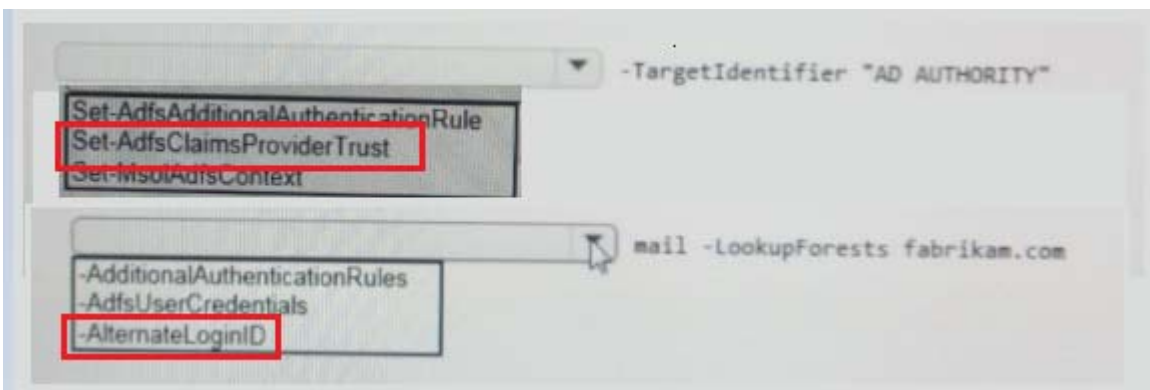 -TargetIdentifier "AD AUTHORITY"
Set-AdfsAdditionalAuthenticationRule
Set-AdfsClaimsProviderTrust
Set-MsolAdfsContext
mail -LookupForests fabrikam.com
-AdditionalAuthenticationRules
-AdfsUserCredentials
-AlternateLoginID